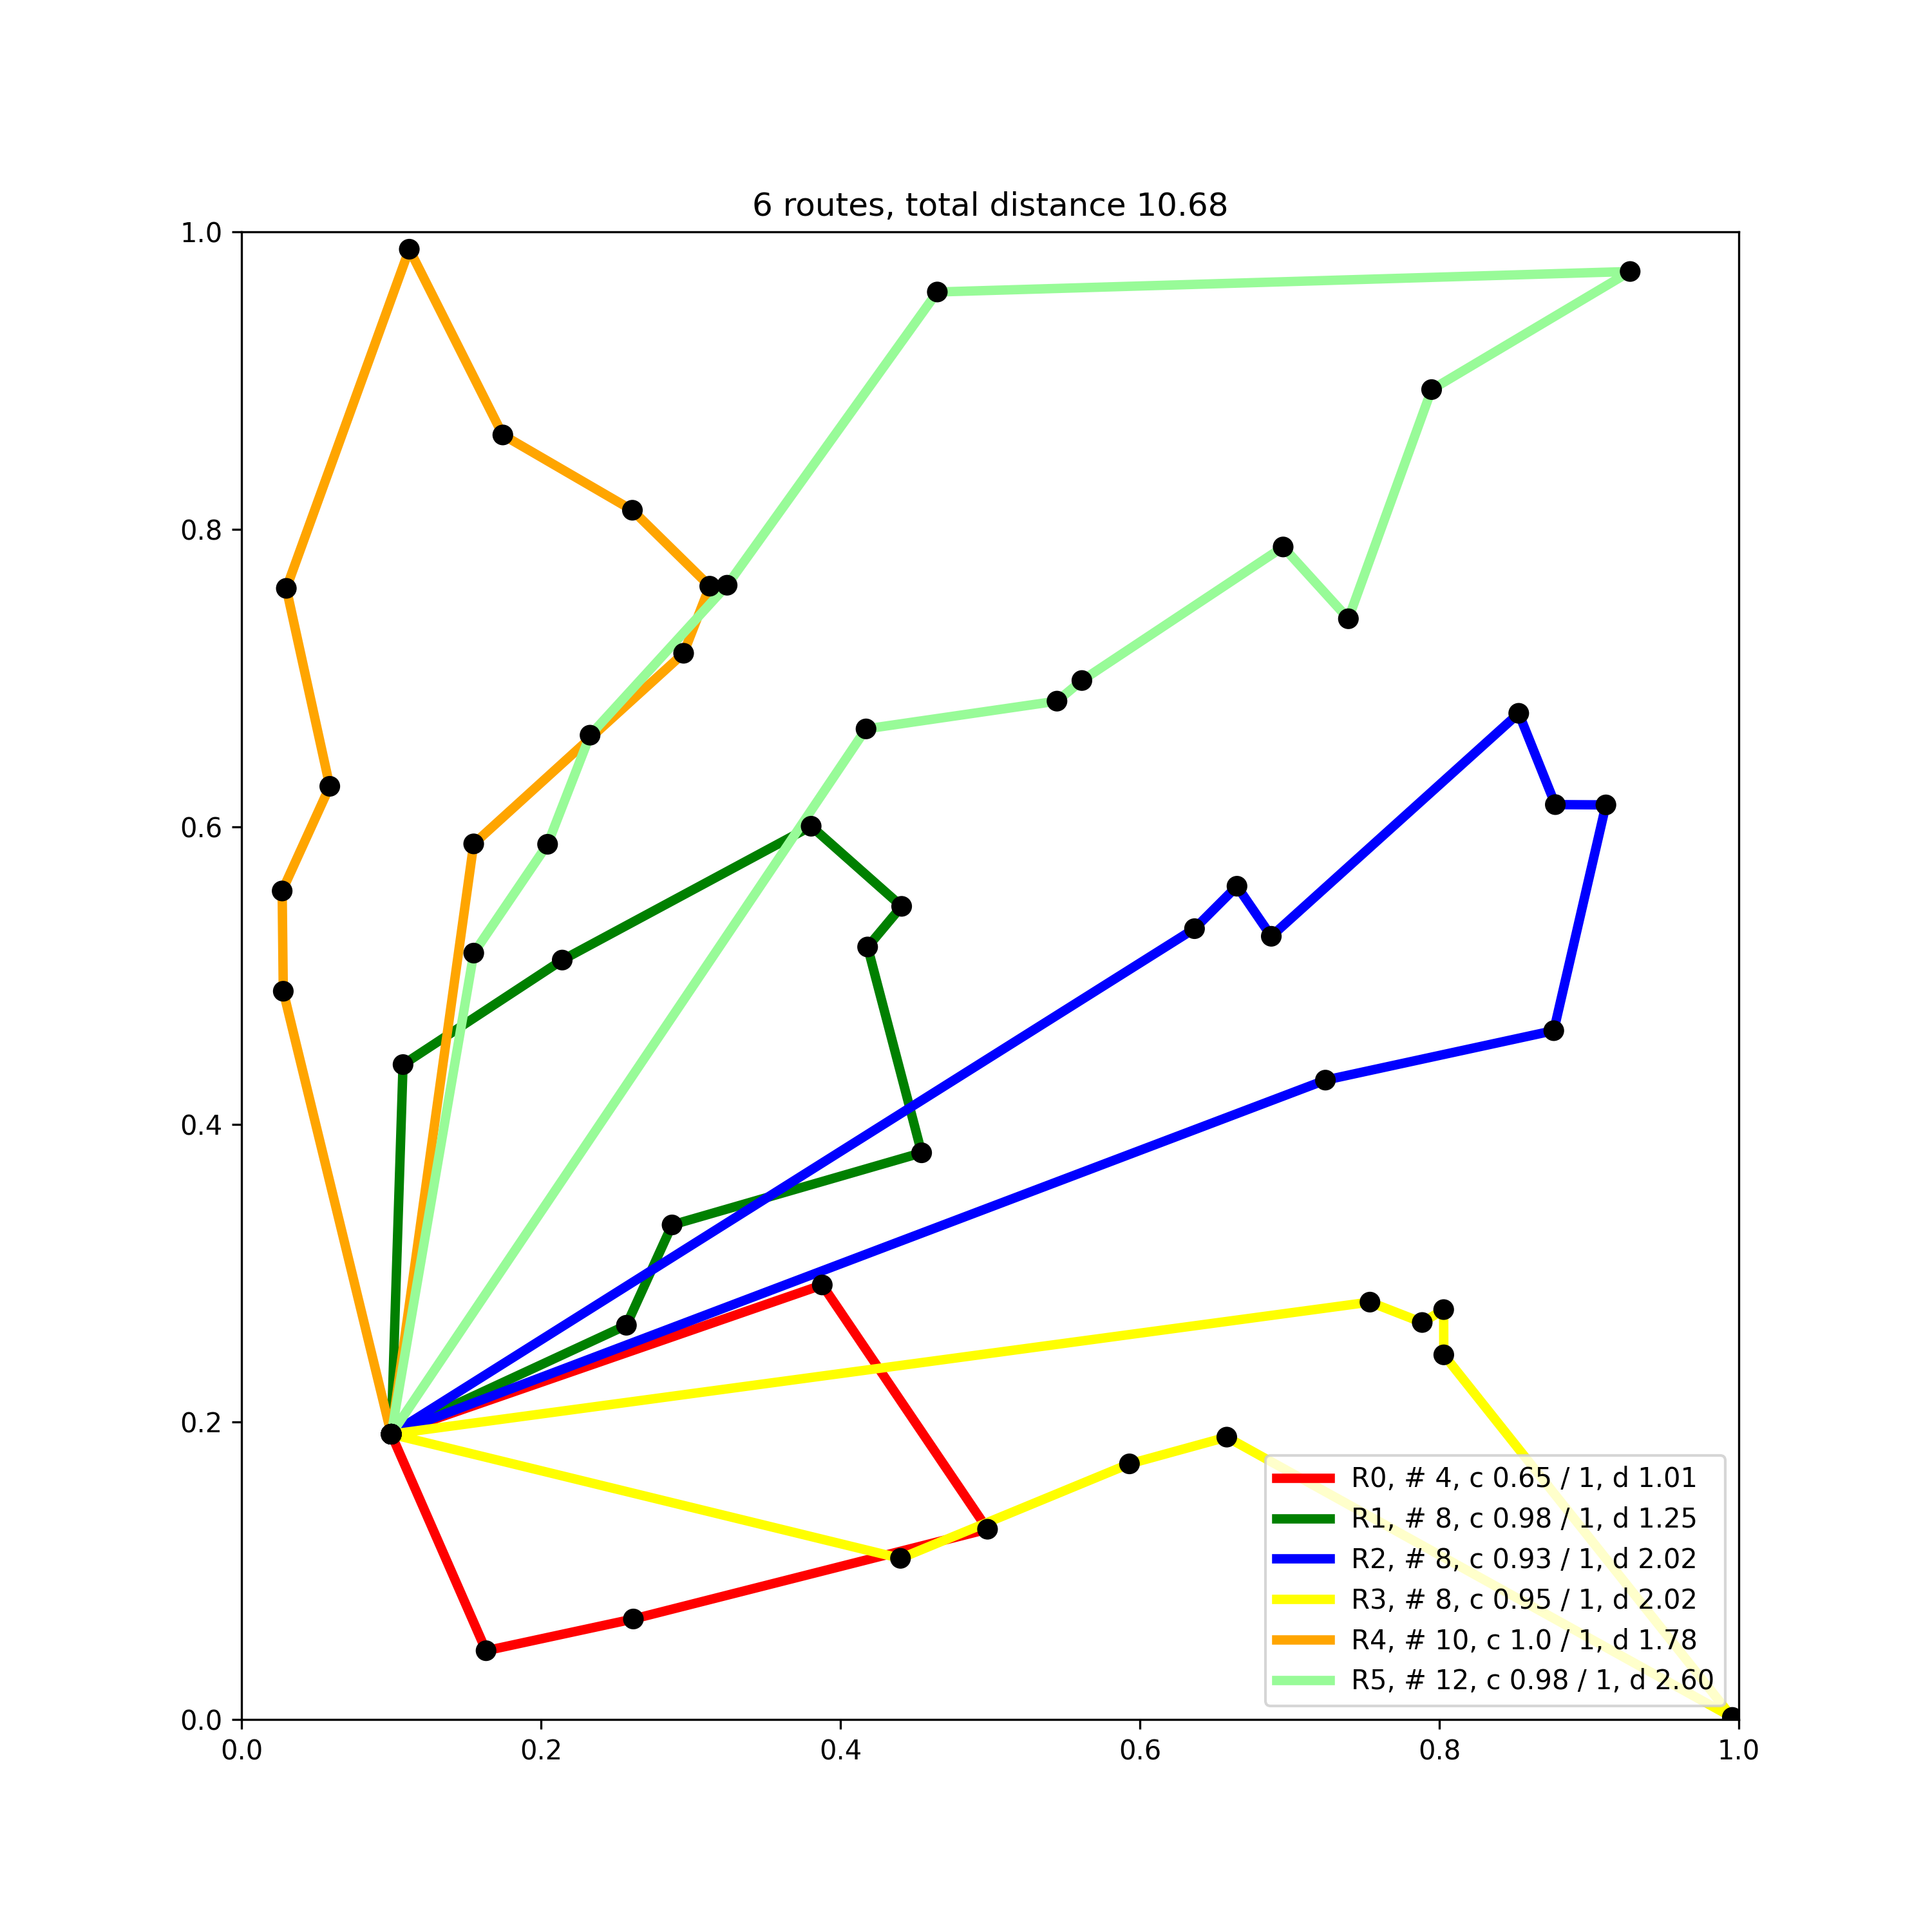 6 routes, total distance 10.68
1.0
0.8
0.6
0.4
0.2
0.0
R0, # 4, c 0.65 / 1, d 1.01
R1, # 8, c 0.98 / 1, d 1.25
R2, # 8, c 0.93 / 1, d 2.02
R3, # 8, c 0.95 / 1, d 2.02
R4, # 10, c 1.0 / 1, d 1.78
R5, # 12, c 0.98 / 1, d 2.60
0.0 0.2 0.4 0.6 0.8 1.0